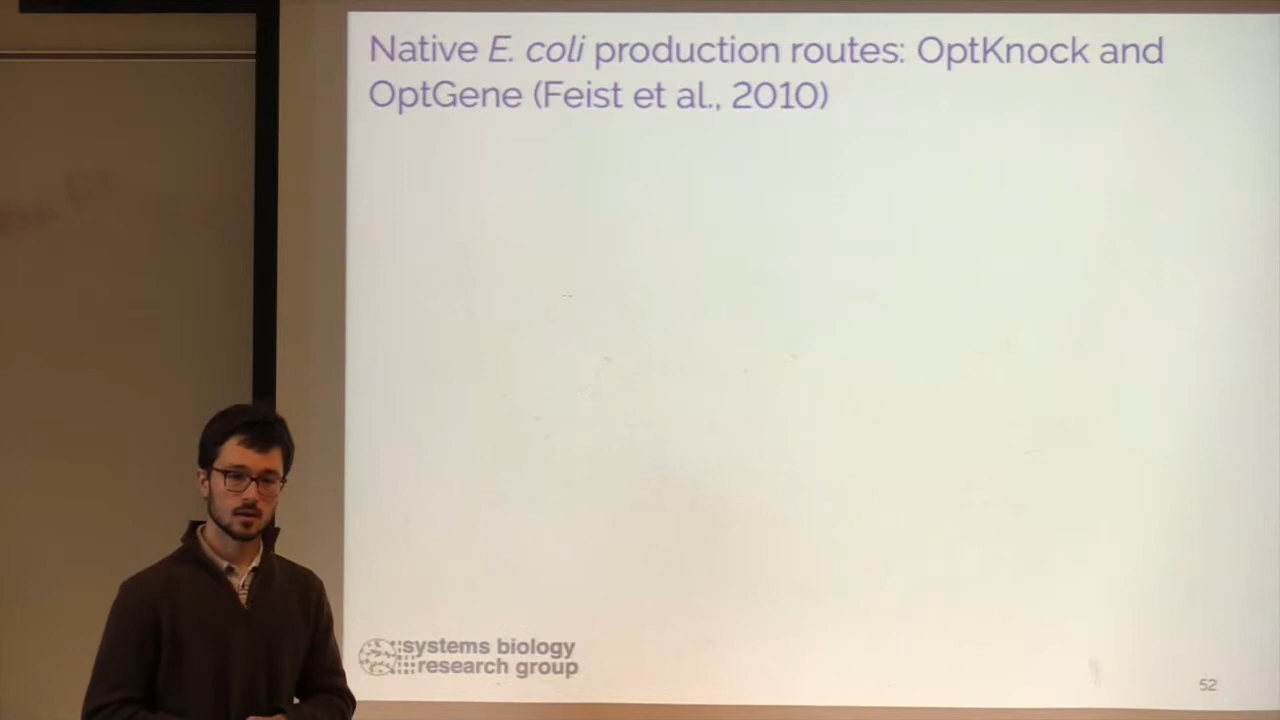 Native E. coli production routes: OptKnock and
OptGene (Feist et al., 2010)
systems biology
research group
52